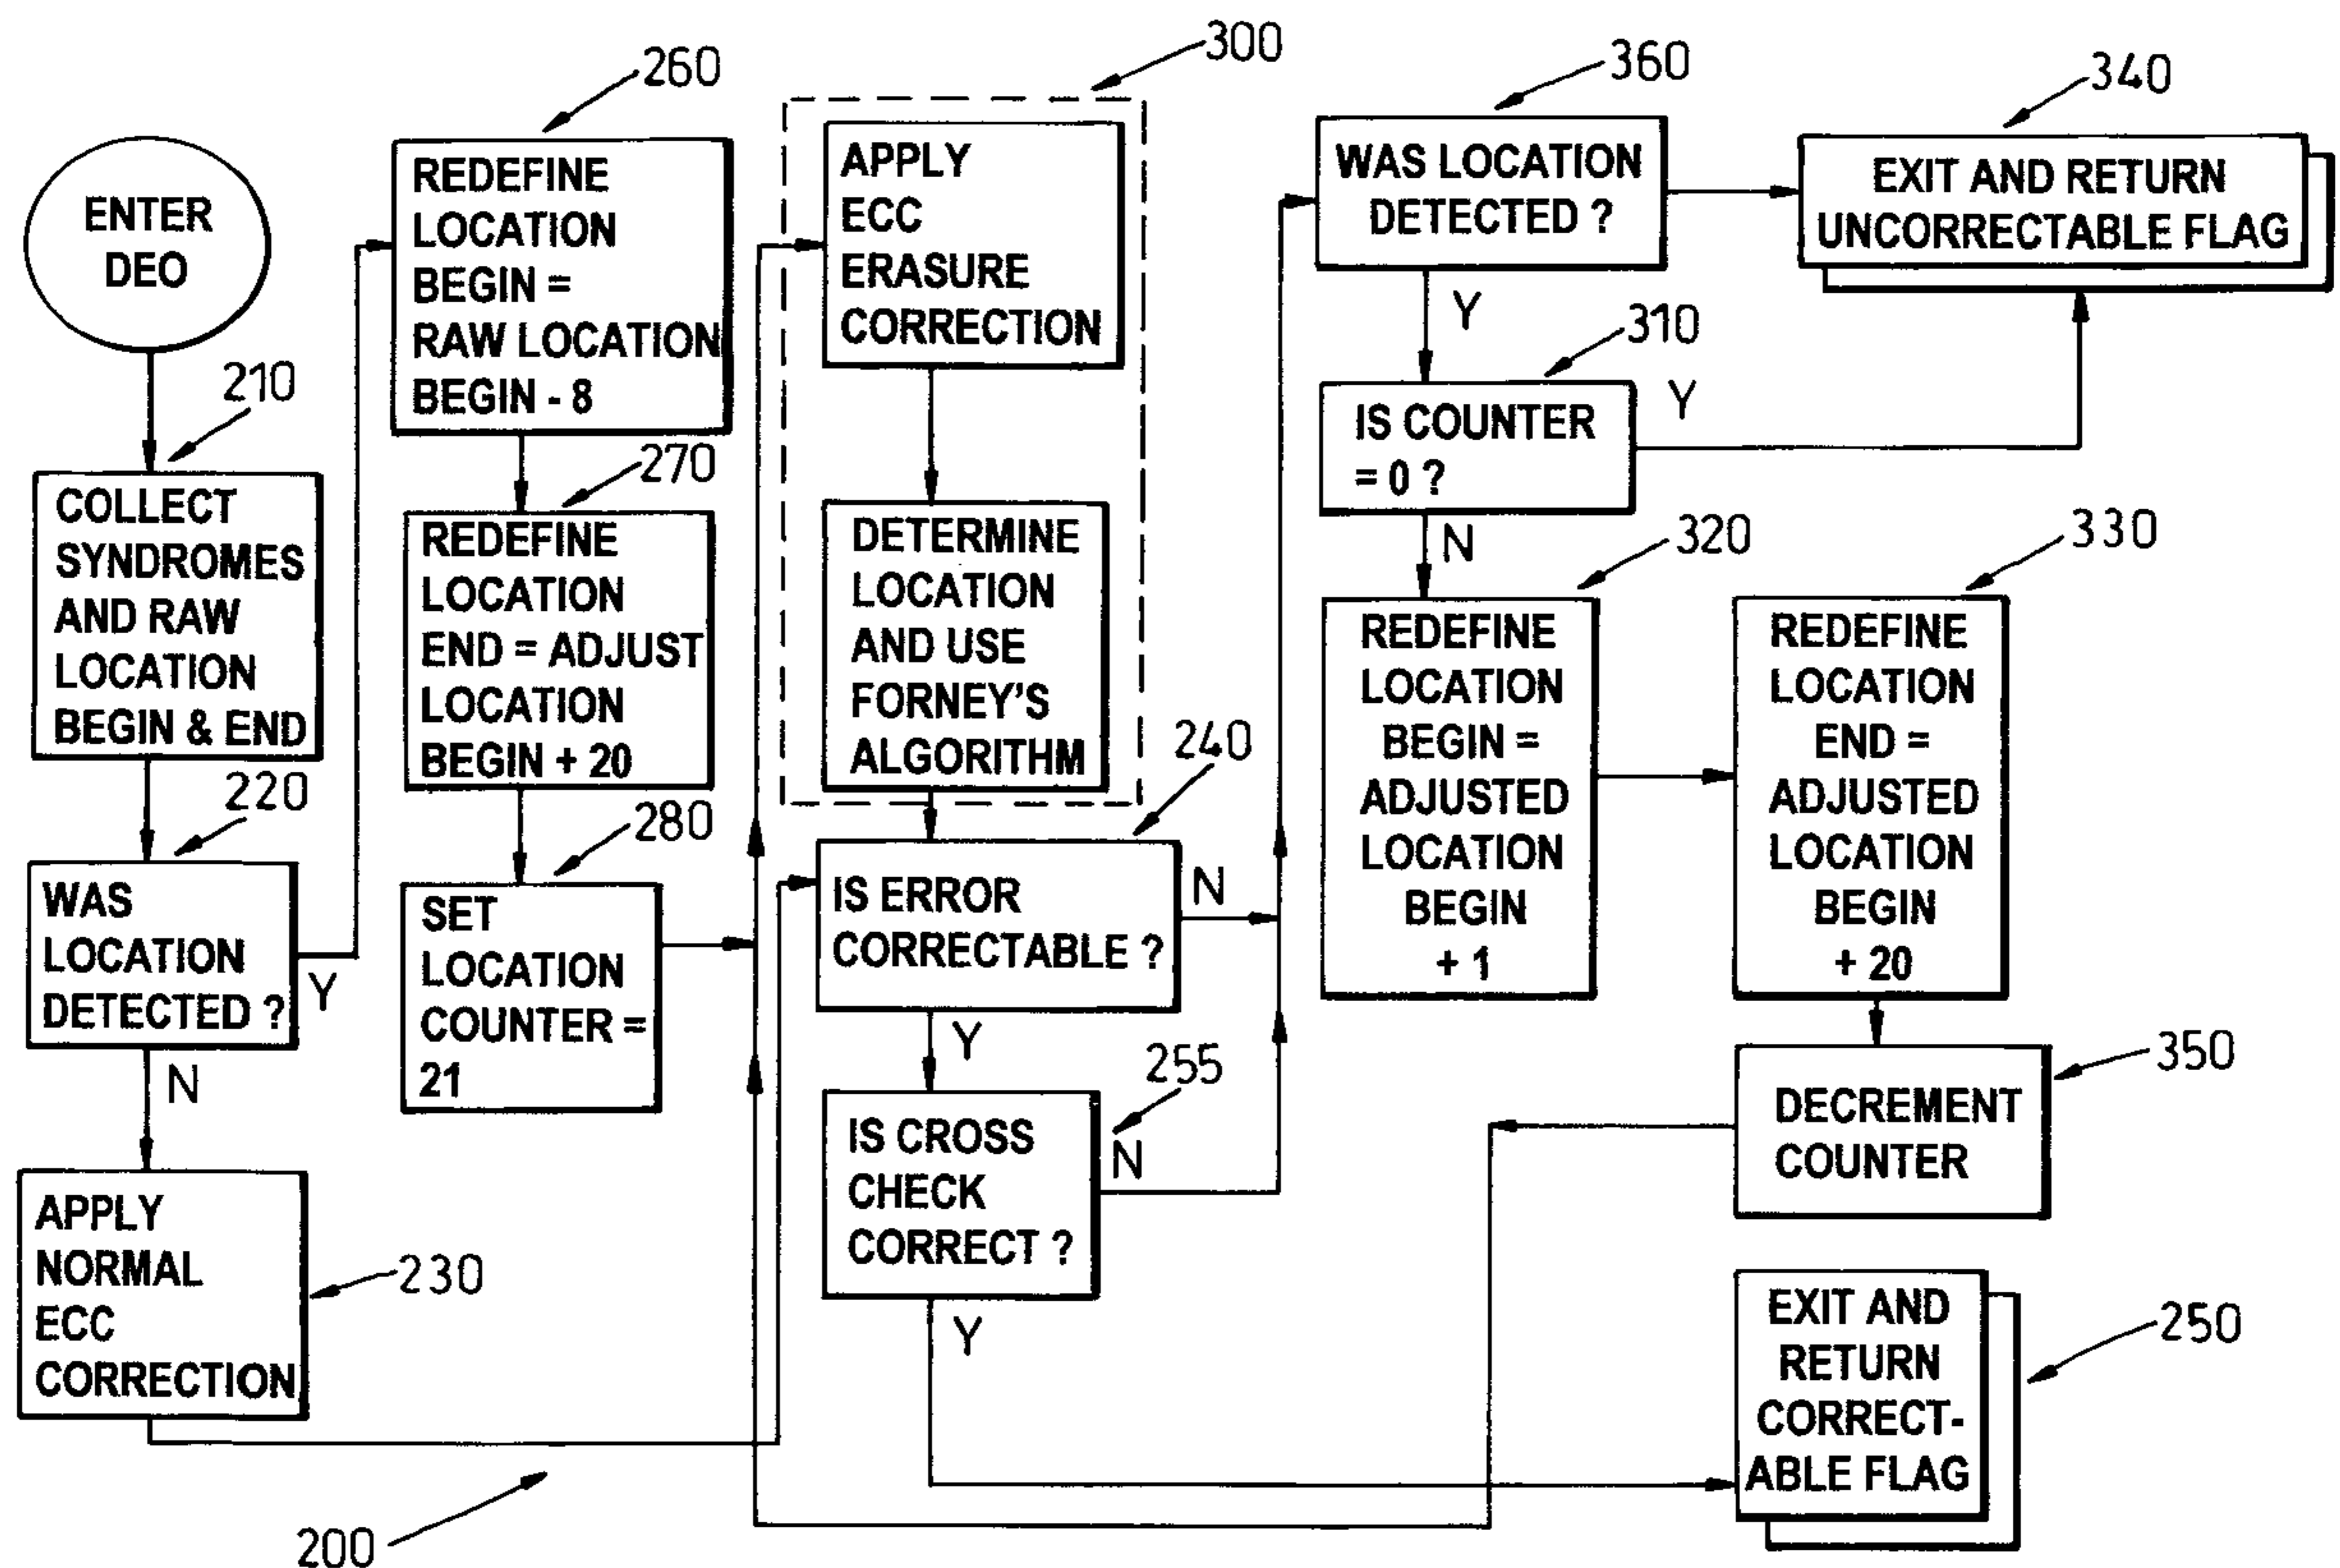 ENTER
DEO
210
COLLECT
SYNDROMES
AND RAW
LOCATION
BEGIN & END
220
WAS
LOCATION
DETECTED ?
Y
N
APPLY
NORMAL
ECC
CORRECTION
230
200
260
REDEFINE
LOCATION
BEGIN =
RAW LOCATION
BEGIN - 8
270
REDEFINE
LOCATION
END = ADJUST
LOCATION
BEGIN + 20
280
SET
LOCATION
COUNTER =
21
300
APPLY
ECC
ERASURE
CORRECTION
DETERMINE
LOCATION
AND USE
FORNEY'S
ALGORITHM
240
IS ERROR
CORRECTABLE ?
N
Y
255
IS CROSS
CHECK
CORRECT ?
N
Y
360
WAS LOCATION
DETECTED ?
Y
340
EXIT AND RETURN
UNCORRECTABLE FLAG
310
IS COUNTER
= 0 ?
Y
N
320
REDEFINE
LOCATION
BEGIN =
ADJUSTED
LOCATION
BEGIN
+ 1
330
REDEFINE
LOCATION
END =
ADJUSTED
LOCATION
BEGIN
+ 20
350
DECREMENT
COUNTER
EXIT AND
RETURN
CORRECT-
ABLE FLAG
250